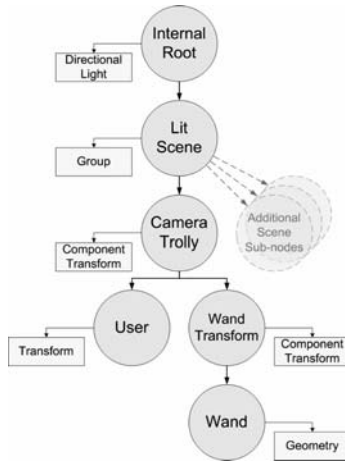 Internal
Root
Directional
Light
Lit
Scene
Group
Additional
Scene
Sub-nodes
Camera
Trolly
Component
Transform
User
Wand
Transform
Transform
Component
Transform
Wand
Geometry